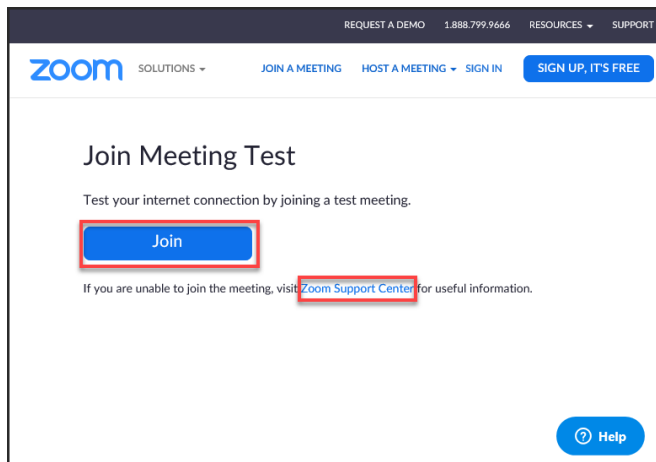 REQUEST A DEMO 1.888.799.9666 RESOURCES SUPPORT
zoom SOLUTIONS JOIN A MEETING HOST A MEETING SIGN IN SIGN UP, IT'S FREE
Join Meeting Test
Test your internet connection by joining a test meeting.
Join
If you are unable to join the meeting, visit Zoom Support Center for useful information.
? Help